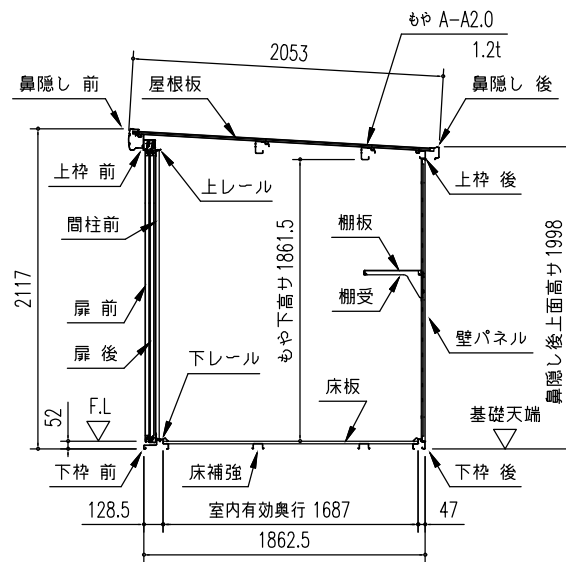 もや A-A2.0
1.2t
2053
鼻隠し 前
屋根板
鼻隠し 後
上枠 前
上レール
上枠 後
間柱前
もや下高サ1861.5
棚板
棚受
2117
鼻隠し後上面高サ1998
扉 前
壁パネル
扉 後
下レール
床板
52
F.L
基礎天端
下枠 前
床補強
下枠 後
128.5
室内有効奥行 1687
47
1862.5